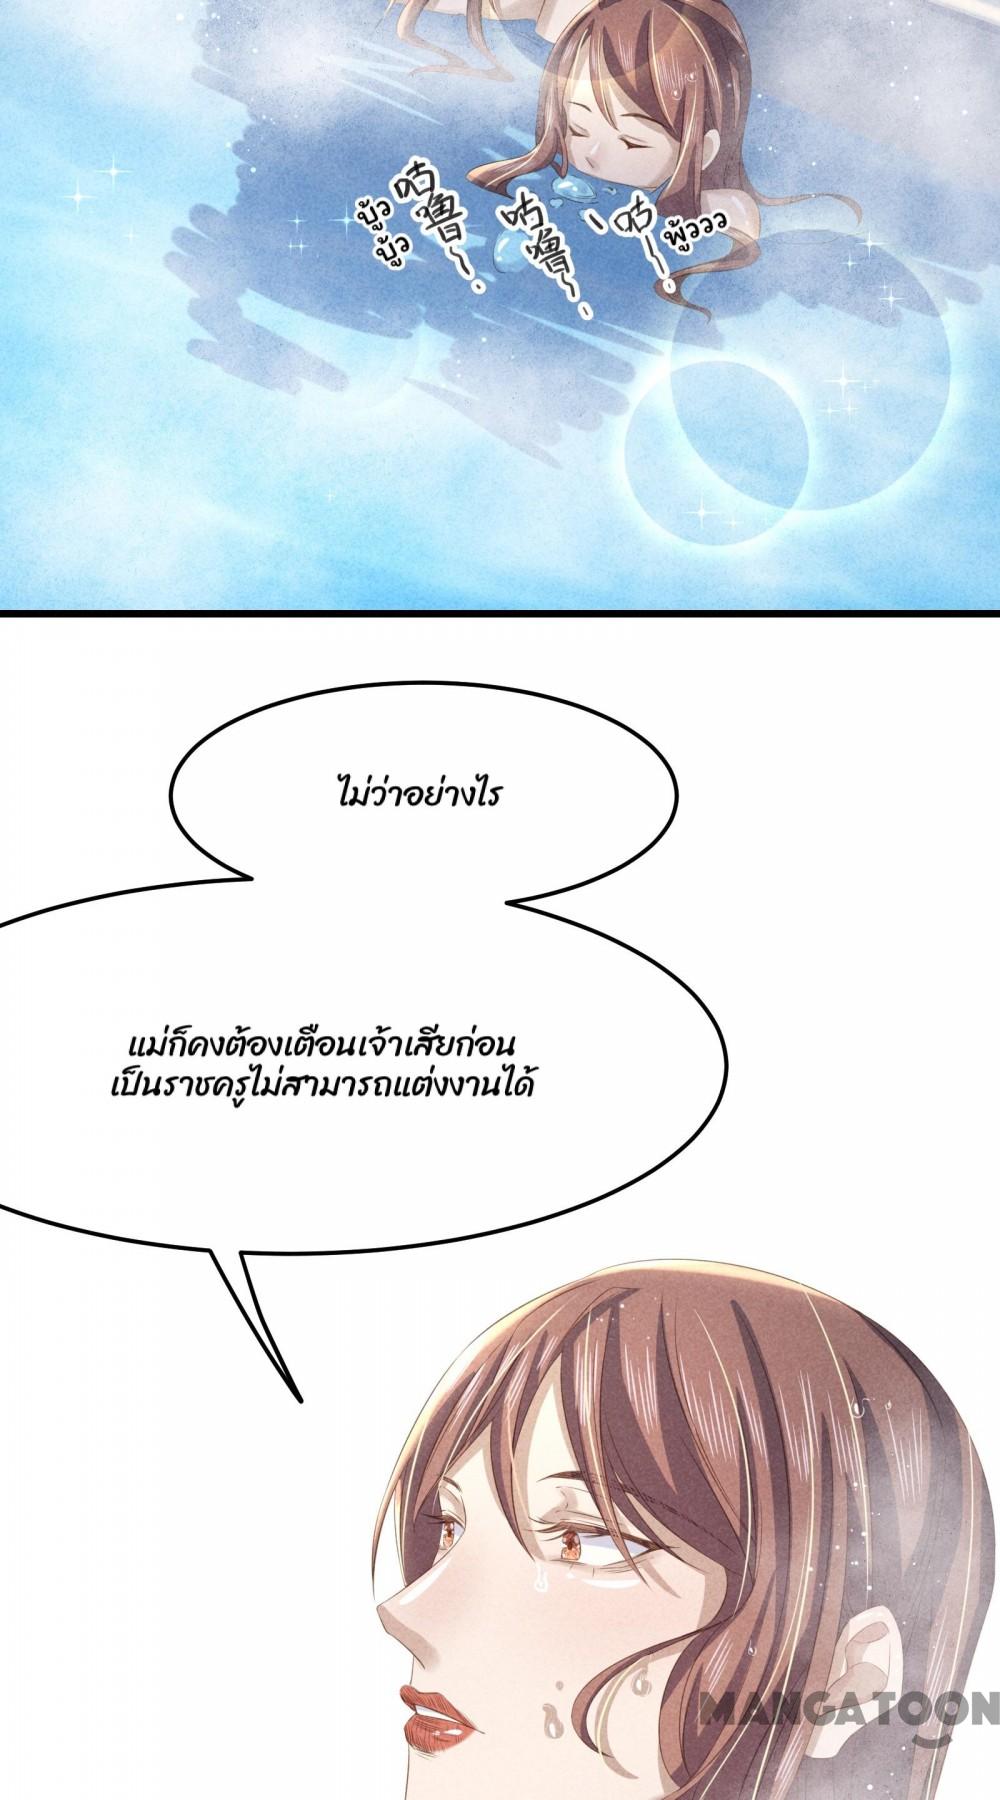 บู้ว
บู้ว
咕噜~~
咕噜~~
咕~
พู้ววว
ไม่ว่าอย่างไร
แม่ก็คงต้องเตือนเจ้าเสียก่อน
เป็นราชครูไม่สามารถแต่งงานได้
MANGATOON